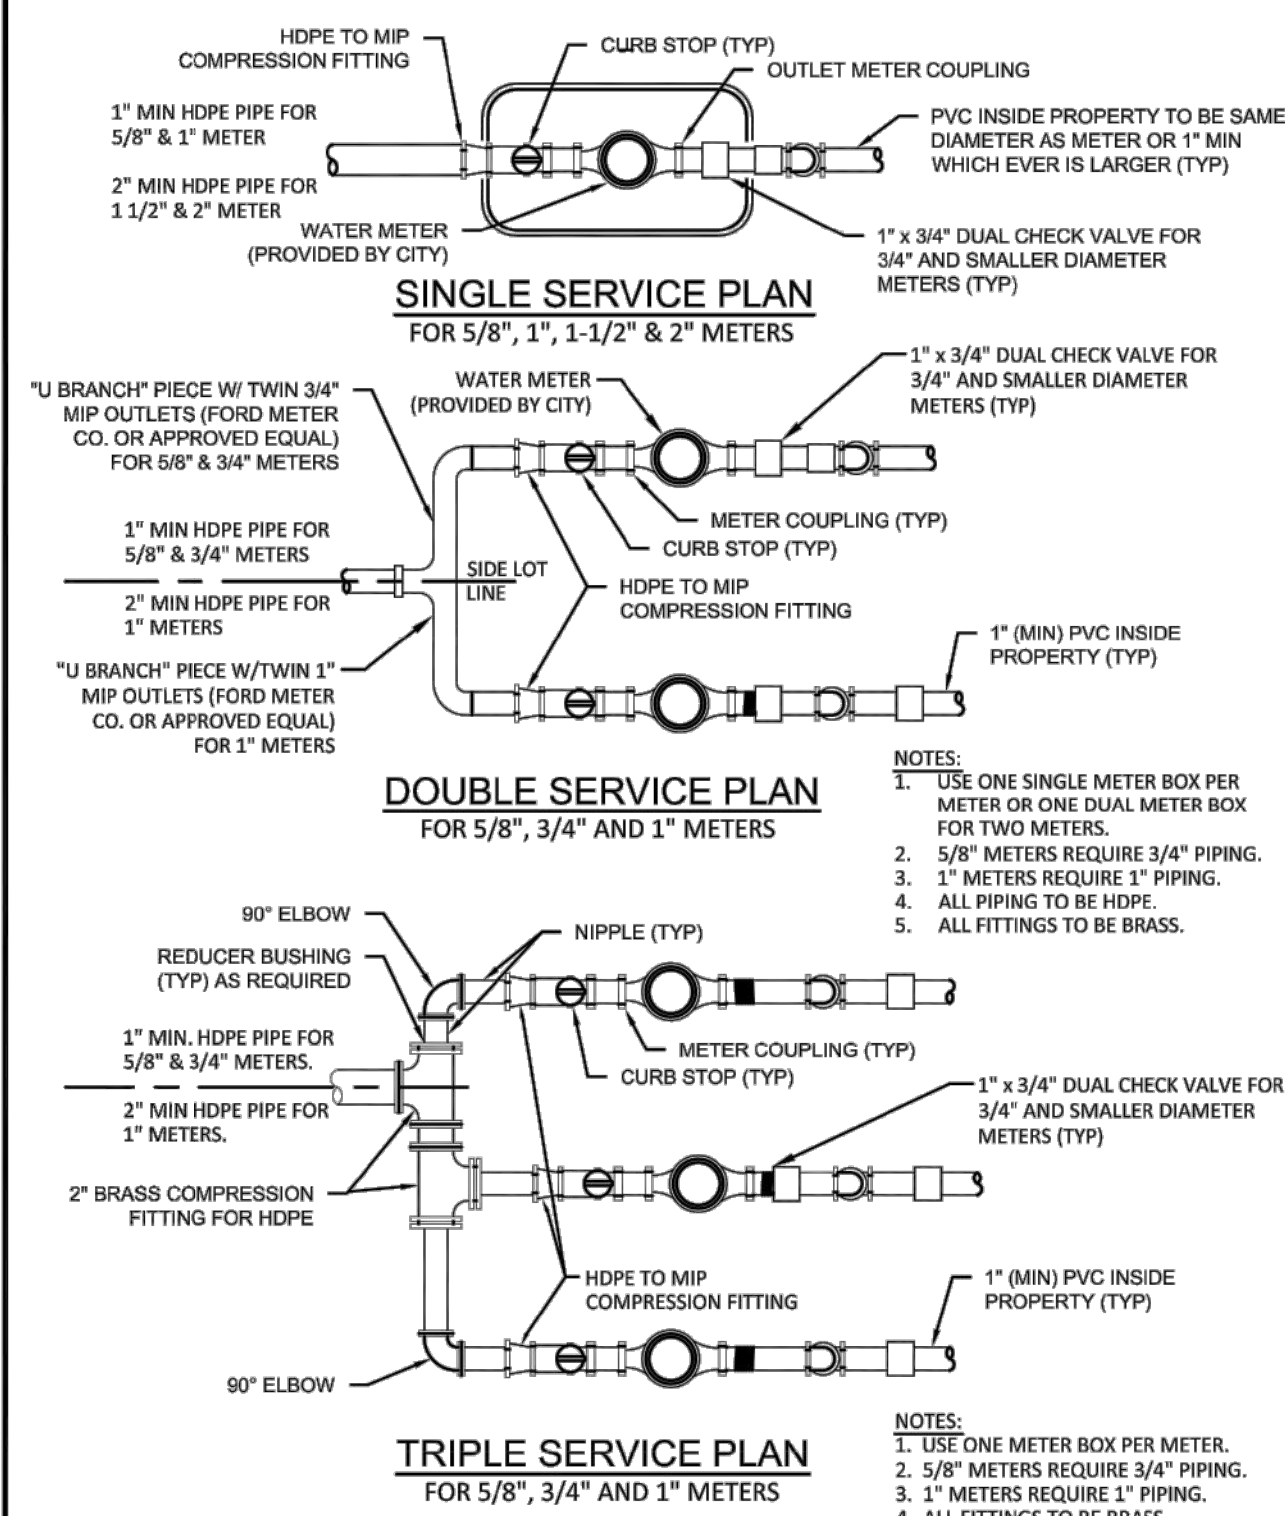 HDPE TO MIP
COMPRESSION FITTING
CURB STOP (TYP)
OUTLET METER COUPLING
1" MIN HDPE PIPE FOR
5/8" & 1" METER
PVC INSIDE PROPERTY TO BE SAME
DIAMETER AS METER OR 1" MIN
WHICH EVER IS LARGER (TYP)
2" MIN HDPE PIPE FOR
1 1/2" & 2" METER
WATER METER
(PROVIDED BY CITY)
1" x 3/4" DUAL CHECK VALVE FOR
3/4" AND SMALLER DIAMETER
METERS (TYP)
SINGLE SERVICE PLAN
FOR 5/8", 1", 1-1/2" & 2" METERS
"U BRANCH" PIECE W/ TWIN 3/4"
MIP OUTLETS (FORD METER
CO. OR APPROVED EQUAL)
FOR 5/8" & 3/4" METERS
WATER METER
(PROVIDED BY CITY)
1" x 3/4" DUAL CHECK VALVE FOR
3/4" AND SMALLER DIAMETER
METERS (TYP)
METER COUPLING (TYP)
CURB STOP (TYP)
1" MIN HDPE PIPE FOR
5/8" & 3/4" METERS
SIDE LOT
LINE
2" MIN HDPE PIPE FOR
1" METERS
HDPE TO MIP
COMPRESSION FITTING
"U BRANCH" PIECE W/TWIN 1"
MIP OUTLETS (FORD METER
CO. OR APPROVED EQUAL)
FOR 1" METERS
1" (MIN) PVC INSIDE
PROPERTY (TYP)
DOUBLE SERVICE PLAN
FOR 5/8", 3/4" AND 1" METERS
NOTES:
1. USE ONE SINGLE METER BOX PER
METER OR ONE DUAL METER BOX
FOR TWO METERS.
2. 5/8" METERS REQUIRE 3/4" PIPING.
3. 1" METERS REQUIRE 1" PIPING.
4. ALL PIPING TO BE HDPE.
5. ALL FITTINGS TO BE BRASS.
90° ELBOW
NIPPLE (TYP)
REDUCER BUSHING
(TYP) AS REQUIRED
1" MIN. HDPE PIPE FOR
5/8" & 3/4" METERS.
METER COUPLING (TYP)
CURB STOP (TYP)
2" MIN HDPE PIPE FOR
1" METERS.
1" x 3/4" DUAL CHECK VALVE FOR
3/4" AND SMALLER DIAMETER
METERS (TYP)
2" BRASS COMPRESSION
FITTING FOR HDPE
HDPE TO MIP
COMPRESSION FITTING
1" (MIN) PVC INSIDE
PROPERTY (TYP)
90° ELBOW
TRIPLE SERVICE PLAN
FOR 5/8", 3/4" AND 1" METERS
NOTES:
1. USE ONE METER BOX PER METER.
2. 5/8" METERS REQUIRE 3/4" PIPING.
3. 1" METERS REQUIRE 1" PIPING.
4. ALL FITTINGS TO BE BRASS